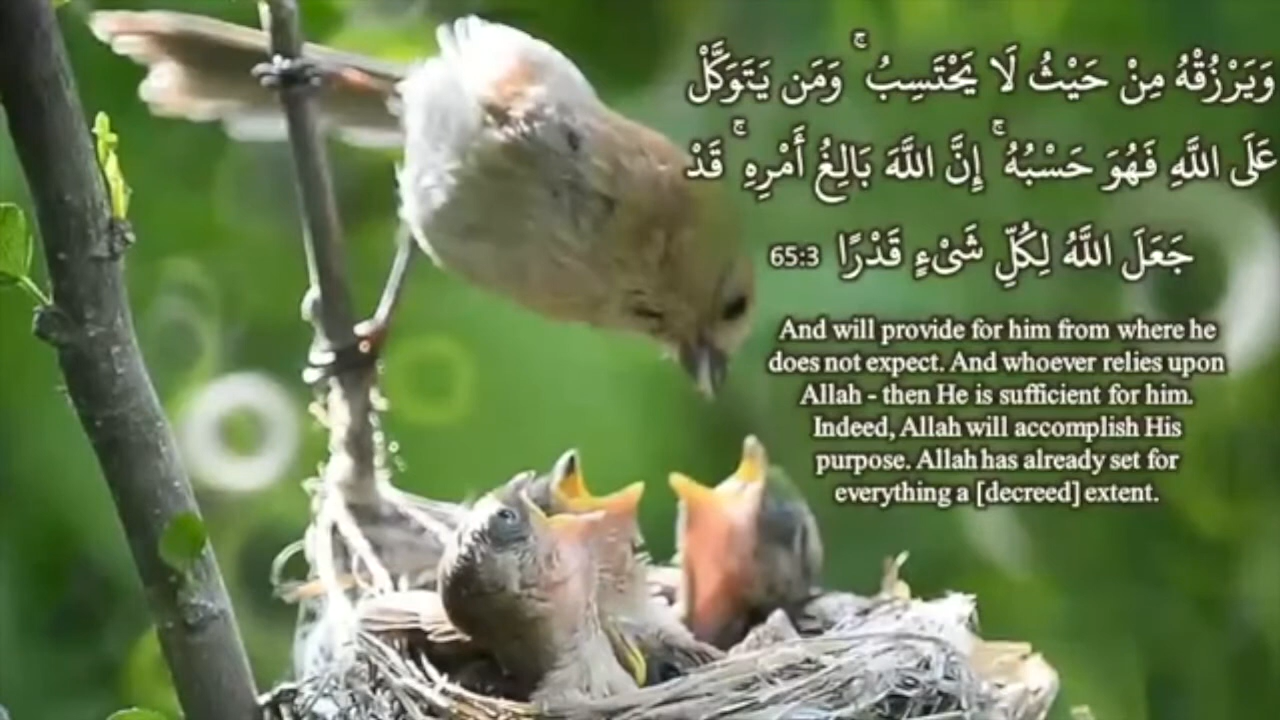 وَيَرْزُقْهُ مِنْ حَيْثُ لَا يَحْتَسِبُ ۚ وَمَن يَتَوَكَّلْ
عَلَى اللَّهِ فَهُوَ حَسْبُهُ ۚ إِنَّ اللَّهَ بَالِغُ أَمْرِهِ ۚ قَدْ
جَعَلَ اللَّهُ لِكُلِّ شَىْءٍ قَدْرًا 65:3
And will provide for him from where he
does not expect. And whoever relies upon
Allah - then He is sufficient for him.
Indeed, Allah will accomplish His
purpose. Allah has already set for
everything a [decreed] extent.